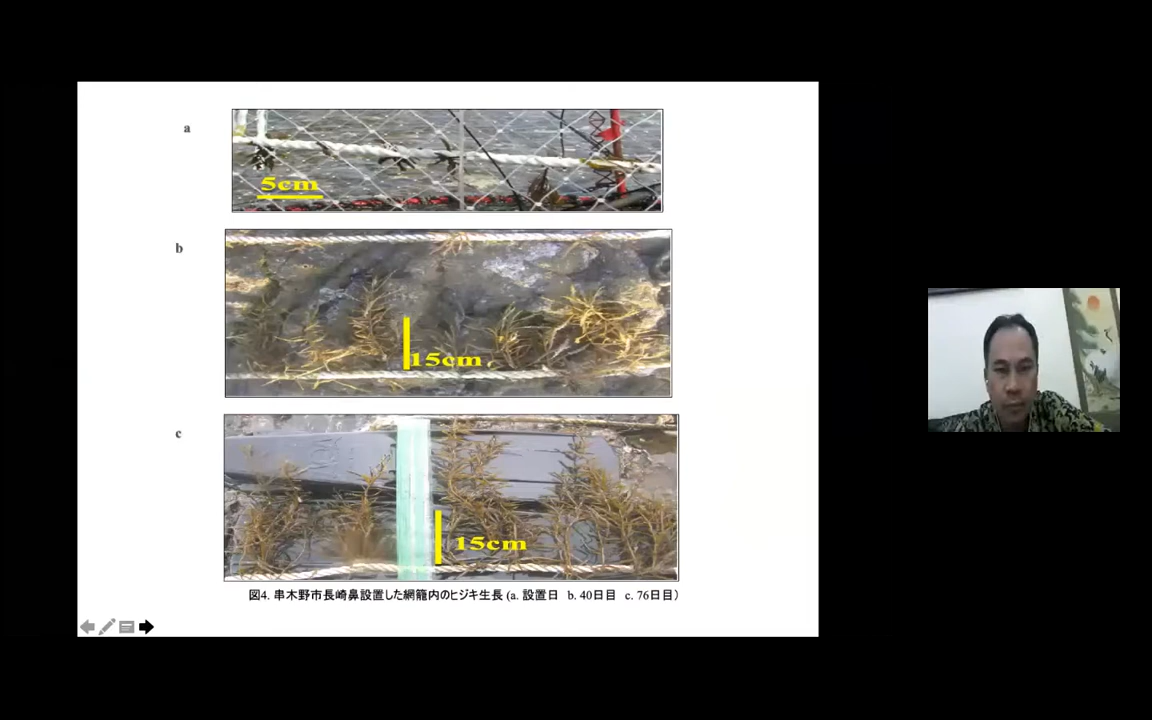 a
5cm
b
15cm
c
15cm
図4. 串木野市長崎鼻設置した網籠内のヒジキ生長 (a. 設置日 b. 40日目 c. 76日目)